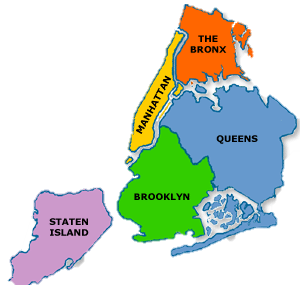 THE
BRONX
MANHATTAN
QUEENS
BROOKLYN
STATEN
ISLAND